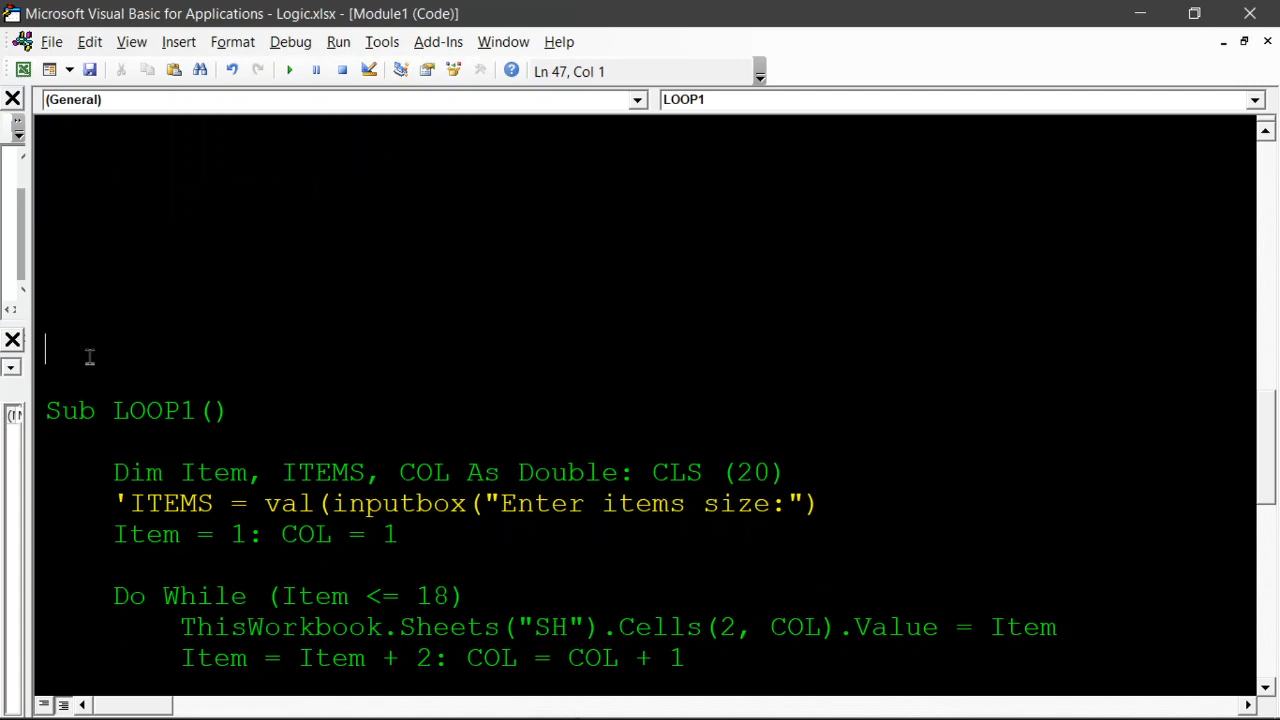 Microsoft Visual Basic for Applications - Logic.xlsx - [Module1 (Code)]
File Edit View Insert Format Debug Run Tools Add-Ins Window Help
Ln 47, Col 1
(General) LOOP1
Sub LOOP1()
Dim Item, ITEMS, COL As Double: CLS (20)
'ITEMS = val(inputbox("Enter items size:")
Item = 1: COL = 1
Do While (Item <= 18)
ThisWorkbook.Sheets("SH").Cells(2, COL).Value = Item
Item = Item + 2: COL = COL + 1